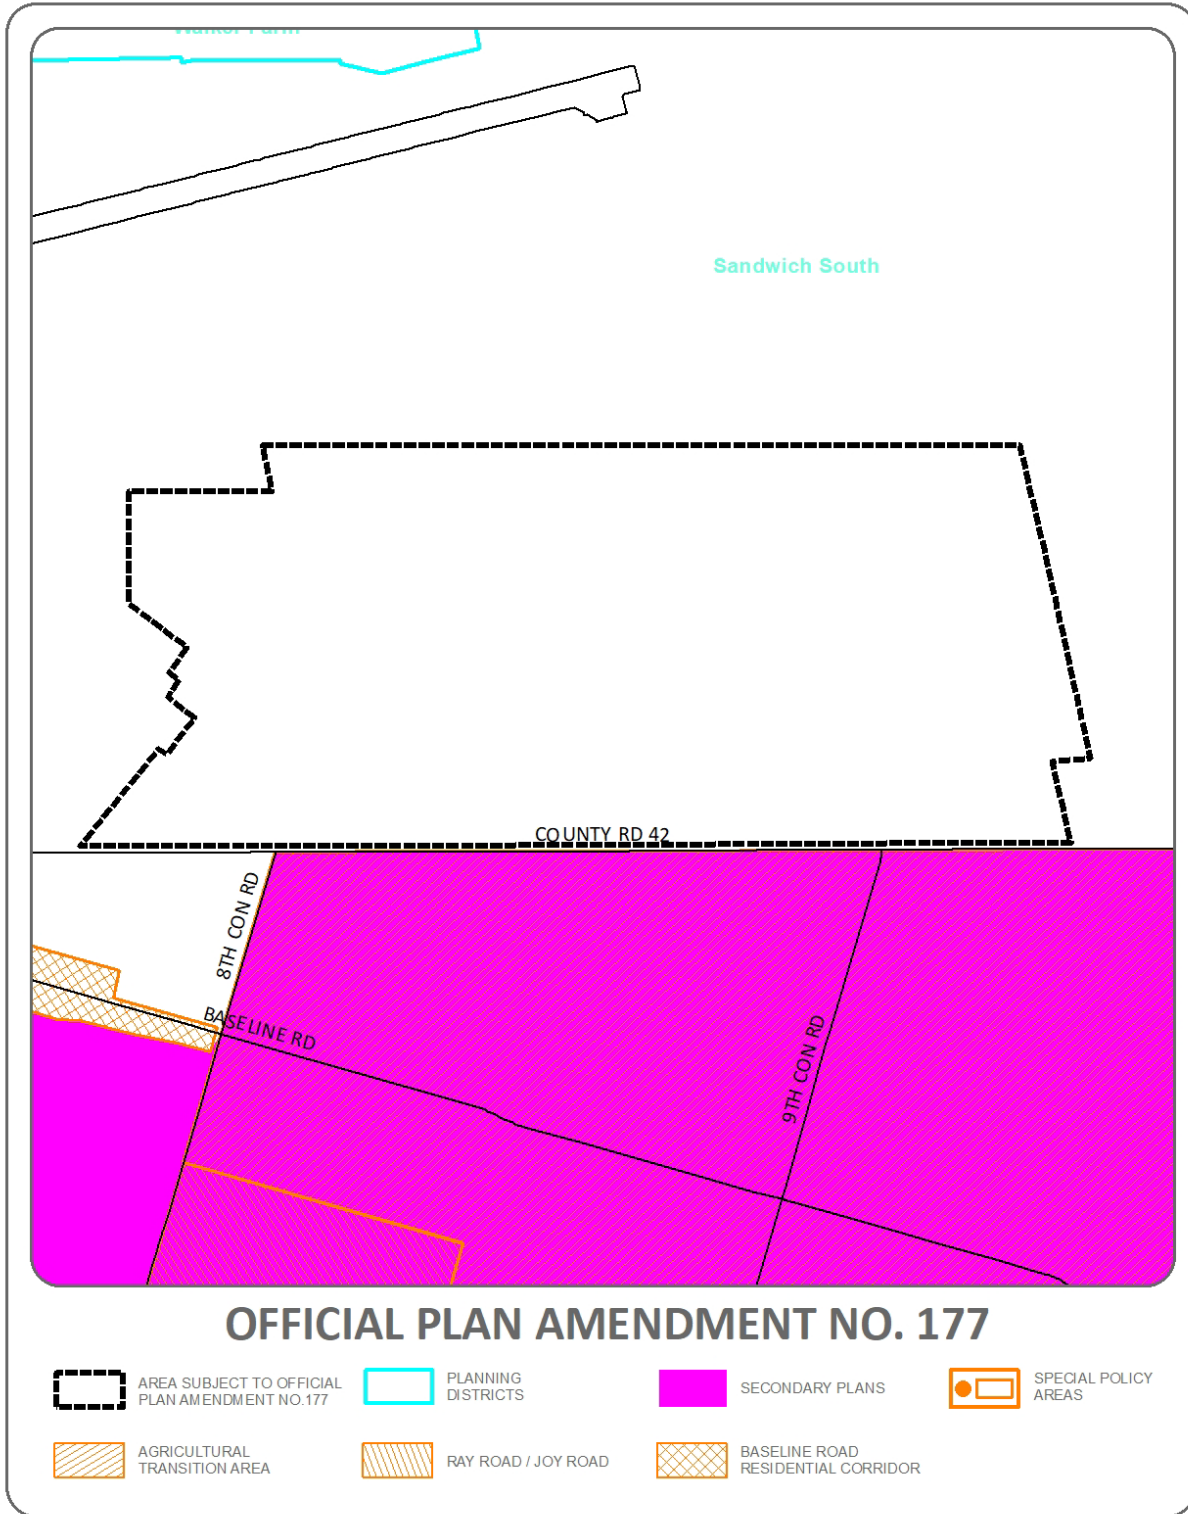 Walker Farm
Sandwich South
COUNTY RD 42
8TH CON RD
BASELINE RD
9TH CON RD
OFFICIAL PLAN AMENDMENT NO. 177
AREA SUBJECT TO OFFICIAL
PLAN AMENDMENT NO.177
PLANNING
DISTRICTS
SECONDARY PLANS
SPECIAL POLICY
AREAS
AGRICULTURAL
TRANSITION AREA
RAY ROAD / JOY ROAD
BASELINE ROAD
RESIDENTIAL CORRIDOR